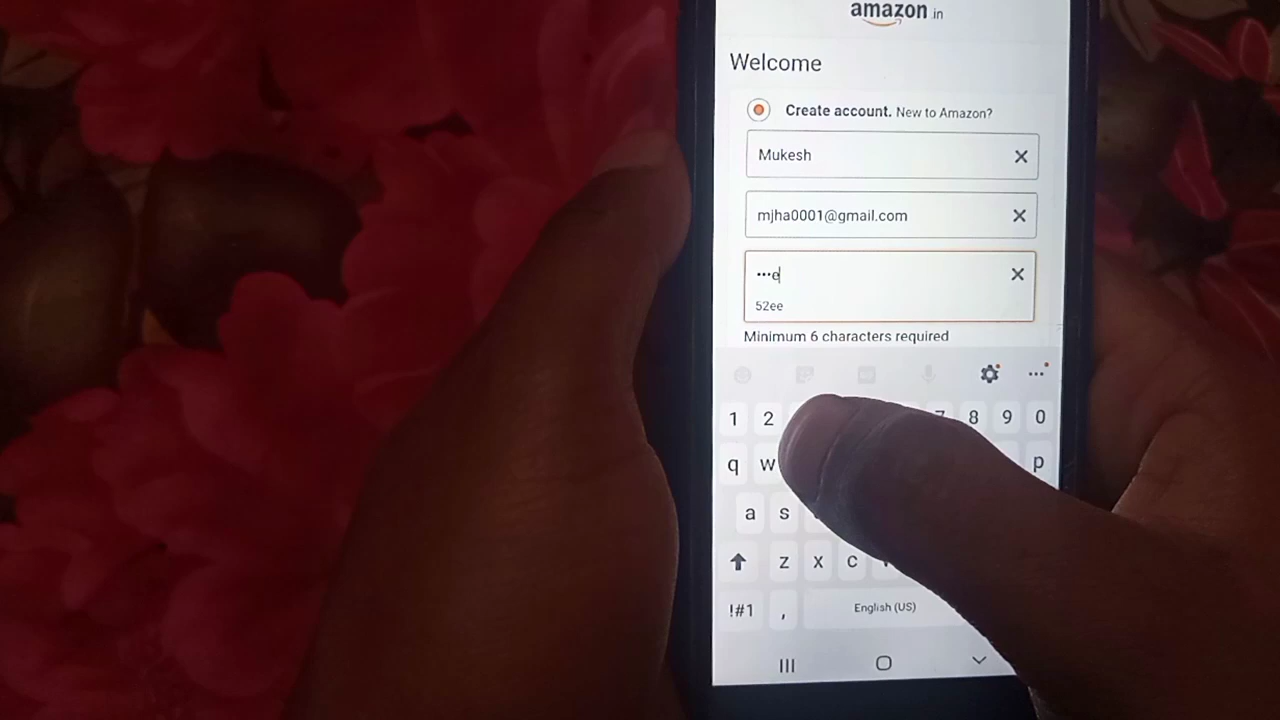 amazon.in
Welcome
Create account. New to Amazon?
Mukesh
mjha0001@gmail.com
•••e
52ee
Minimum 6 characters required
1 2 7 8 9 0
q w p
a s
z x c
!#1 , English (US)